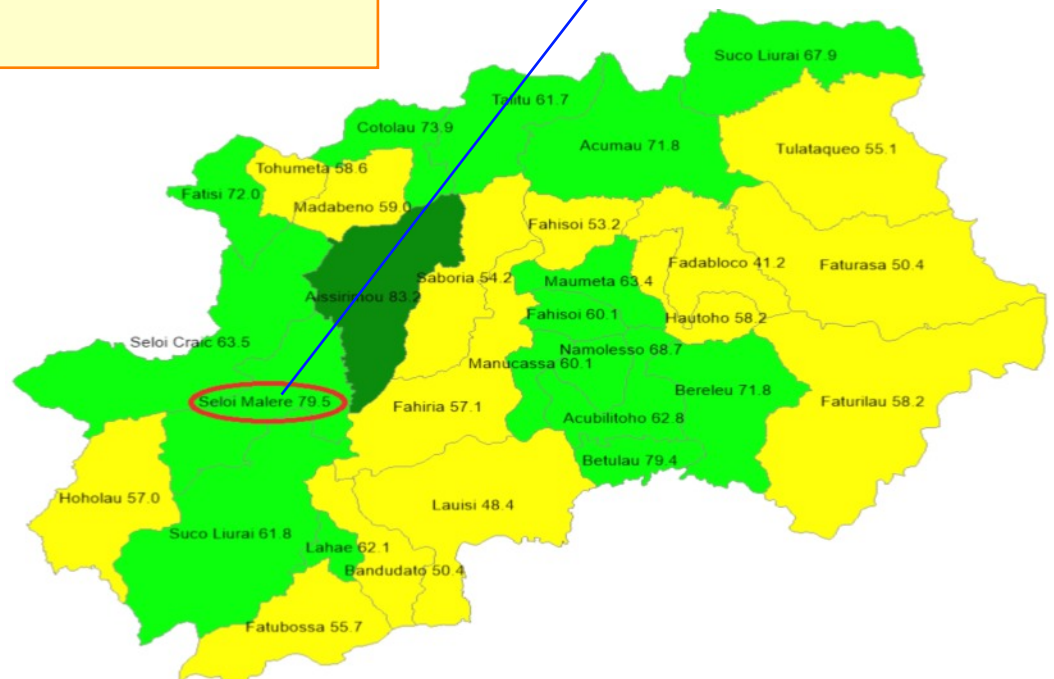 Suco Liurai 67.9
Talitu 61.7
Cotolau 73.9
Acumau 71.8
Tulataqueo 55.1
Tohumeta 58.6
Fatisi 72.0
Madabeno 59.0
Fahisoi 53.2
Fadabloco 41.2
Faturasa 50.4
Saboria 54.2
Maumeta 63.4
Aissirimou 83.2
Fahisoi 60.1
Hautoho 58.2
Seloi Craic 63.5
Namolesso 68.7
Manucassa 60.1
Bereleu 71.8
Seloi Malere 79.5
Fahiria 57.1
Faturilau 58.2
Acubilitoho 62.8
Betulau 79.4
Hoholau 57.0
Lauisi 48.4
Suco Liurai 61.8
Lahae 62.1
Bandudato 50.4
Fatubossa 55.7